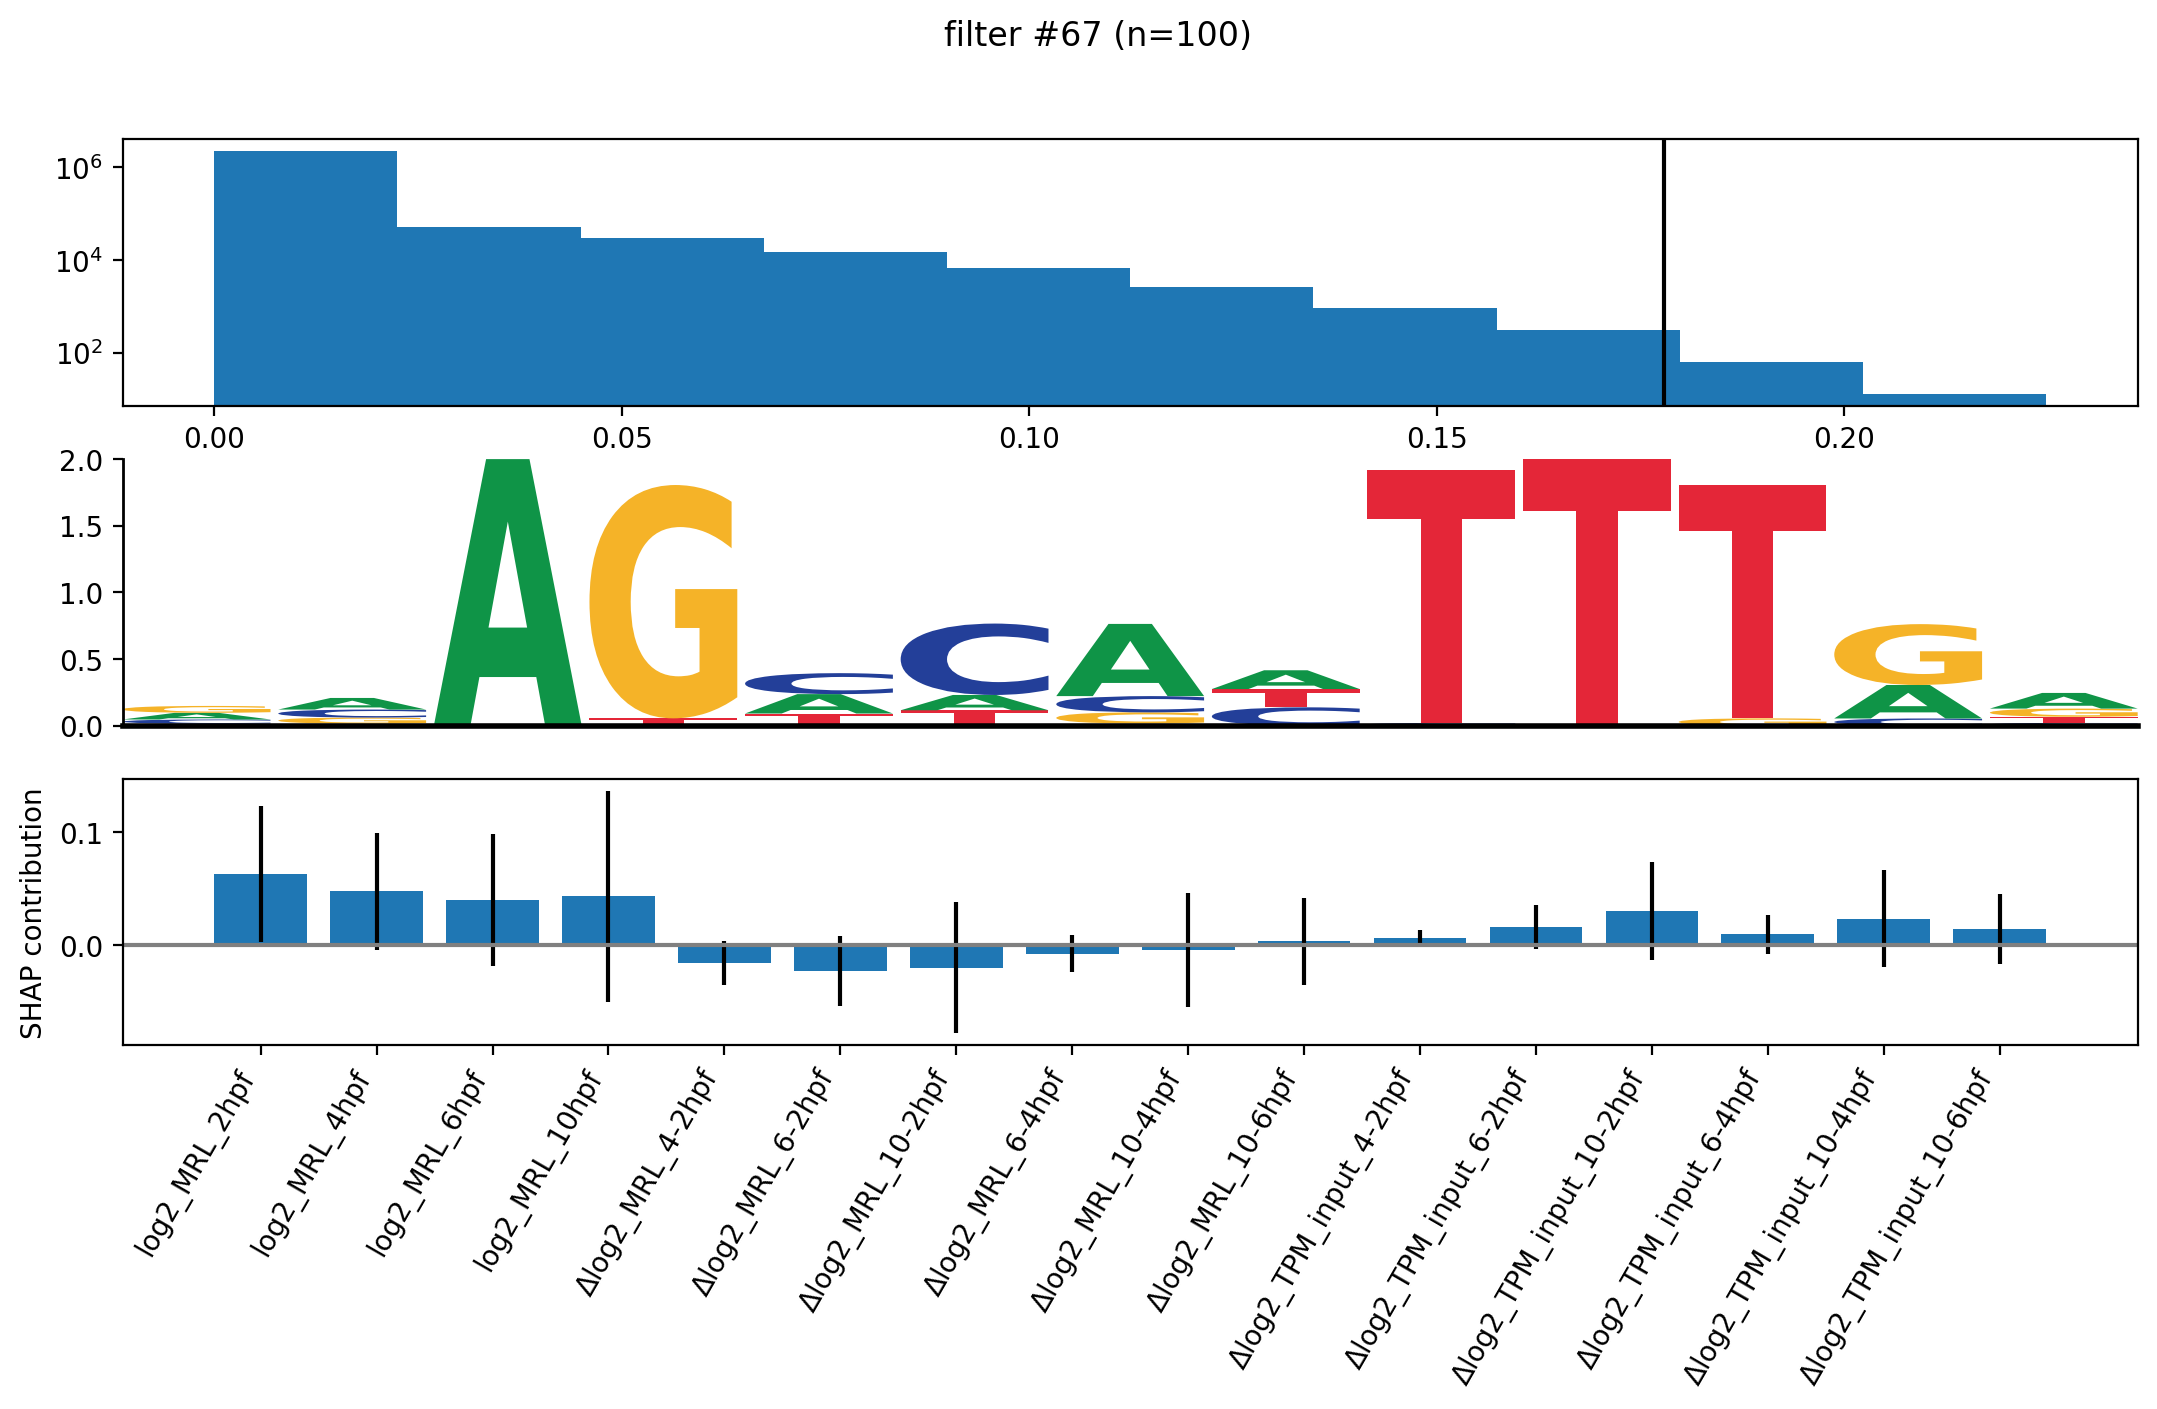 filter #67 (n=100)
10⁶
10⁴
10²
0.00 0.05 0.10 0.15 0.20
2.0
1.5
1.0
0.5
0.0
SHAP contribution
0.1
0.0
log2_MRL_2hpf
log2_MRL_4hpf
log2_MRL_6hpf
log2_MRL_10hpf
Δlog2_MRL_4-2hpf
Δlog2_MRL_6-2hpf
Δlog2_MRL_10-2hpf
Δlog2_MRL_6-4hpf
Δlog2_MRL_10-4hpf
Δlog2_MRL_10-6hpf
Δlog2_TPM_input_4-2hpf
Δlog2_TPM_input_6-2hpf
Δlog2_TPM_input_10-2hpf
Δlog2_TPM_input_6-4hpf
Δlog2_TPM_input_10-4hpf
Δlog2_TPM_input_10-6hpf